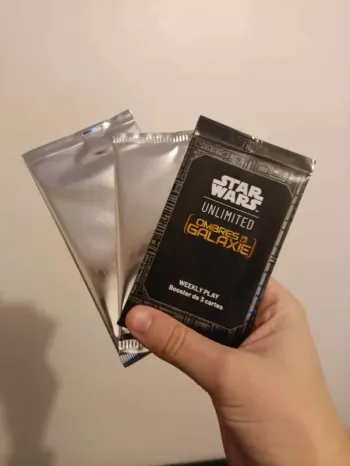 STAR
WARS
UNLIMITED
OMBRES DE LA
GALAXIE
WEEKLY PLAY
Booster de 3 cartes